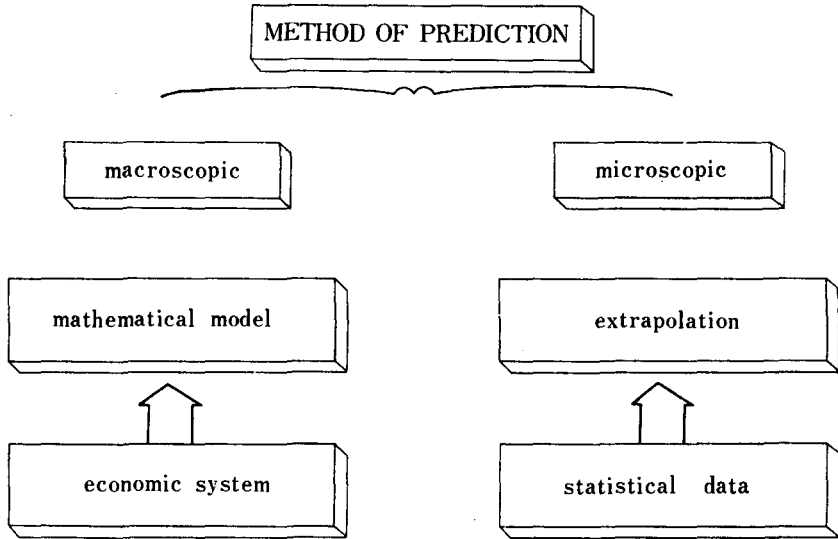 METHOD OF PREDICTION
macroscopic
microscopic
mathematical model
extrapolation
economic system
statistical data